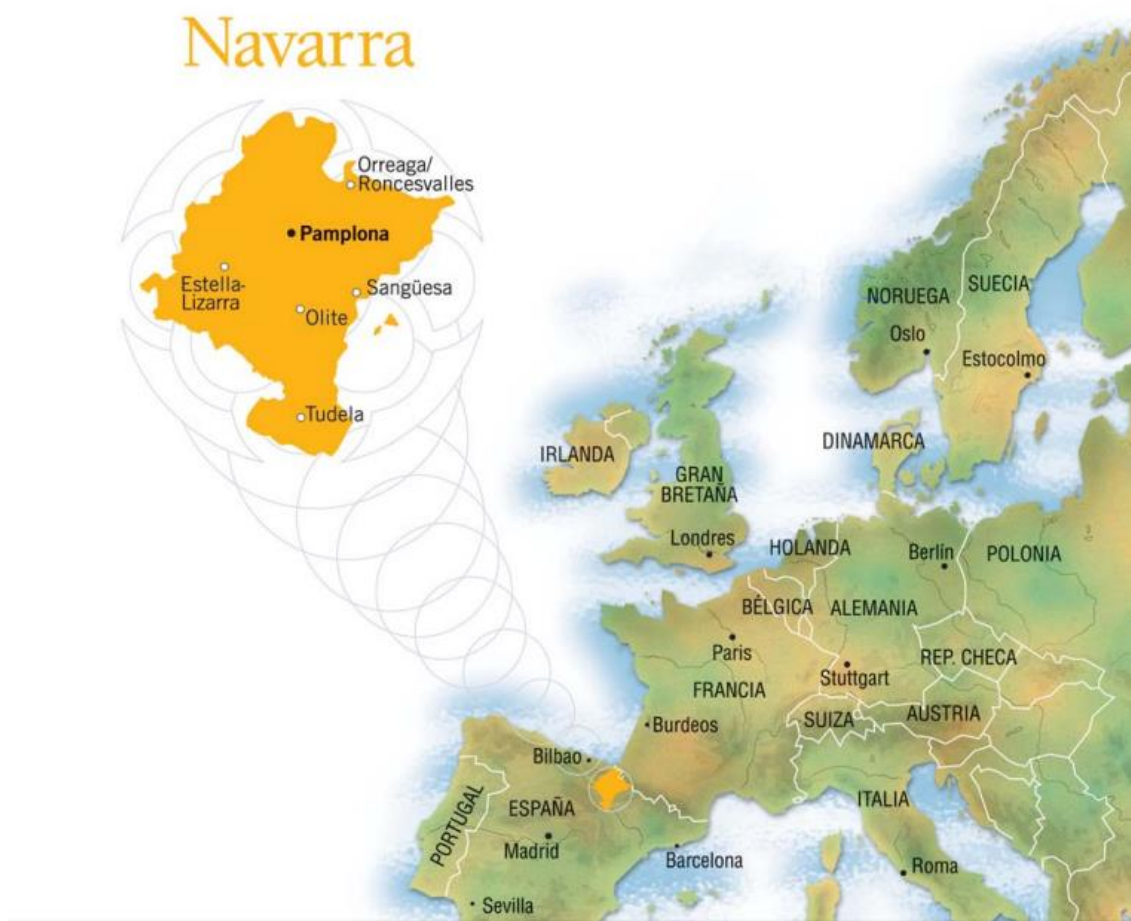 Navarra
Orreaga/
Roncesvalles
Pamplona
Estella-
Lizarra
Sangüesa
Olite
Tudela
NORUEGA
SUECIA
Oslo
Estocolmo
IRLANDA
DINAMARCA
GRAN
BRETAÑA
Londres
HOLANDA
Berlín
POLONIA
BÉLGICA
ALEMANIA
Paris
REP. CHECA
Stuttgart
FRANCIA
SUIZA
AUSTRIA
Burdeos
Bilbao
ITALIA
ESPAÑA
PORTUGAL
Madrid
Barcelona
Roma
Sevilla